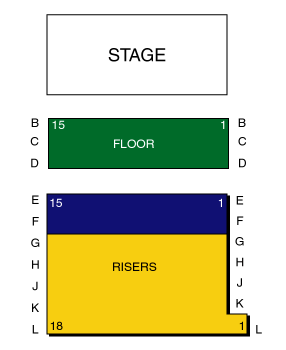 STAGE
B 15 1 B
C FLOOR C
D D
E 15 1 E
F F
G G
H RISERS H
J J
K K
L 18 1 L